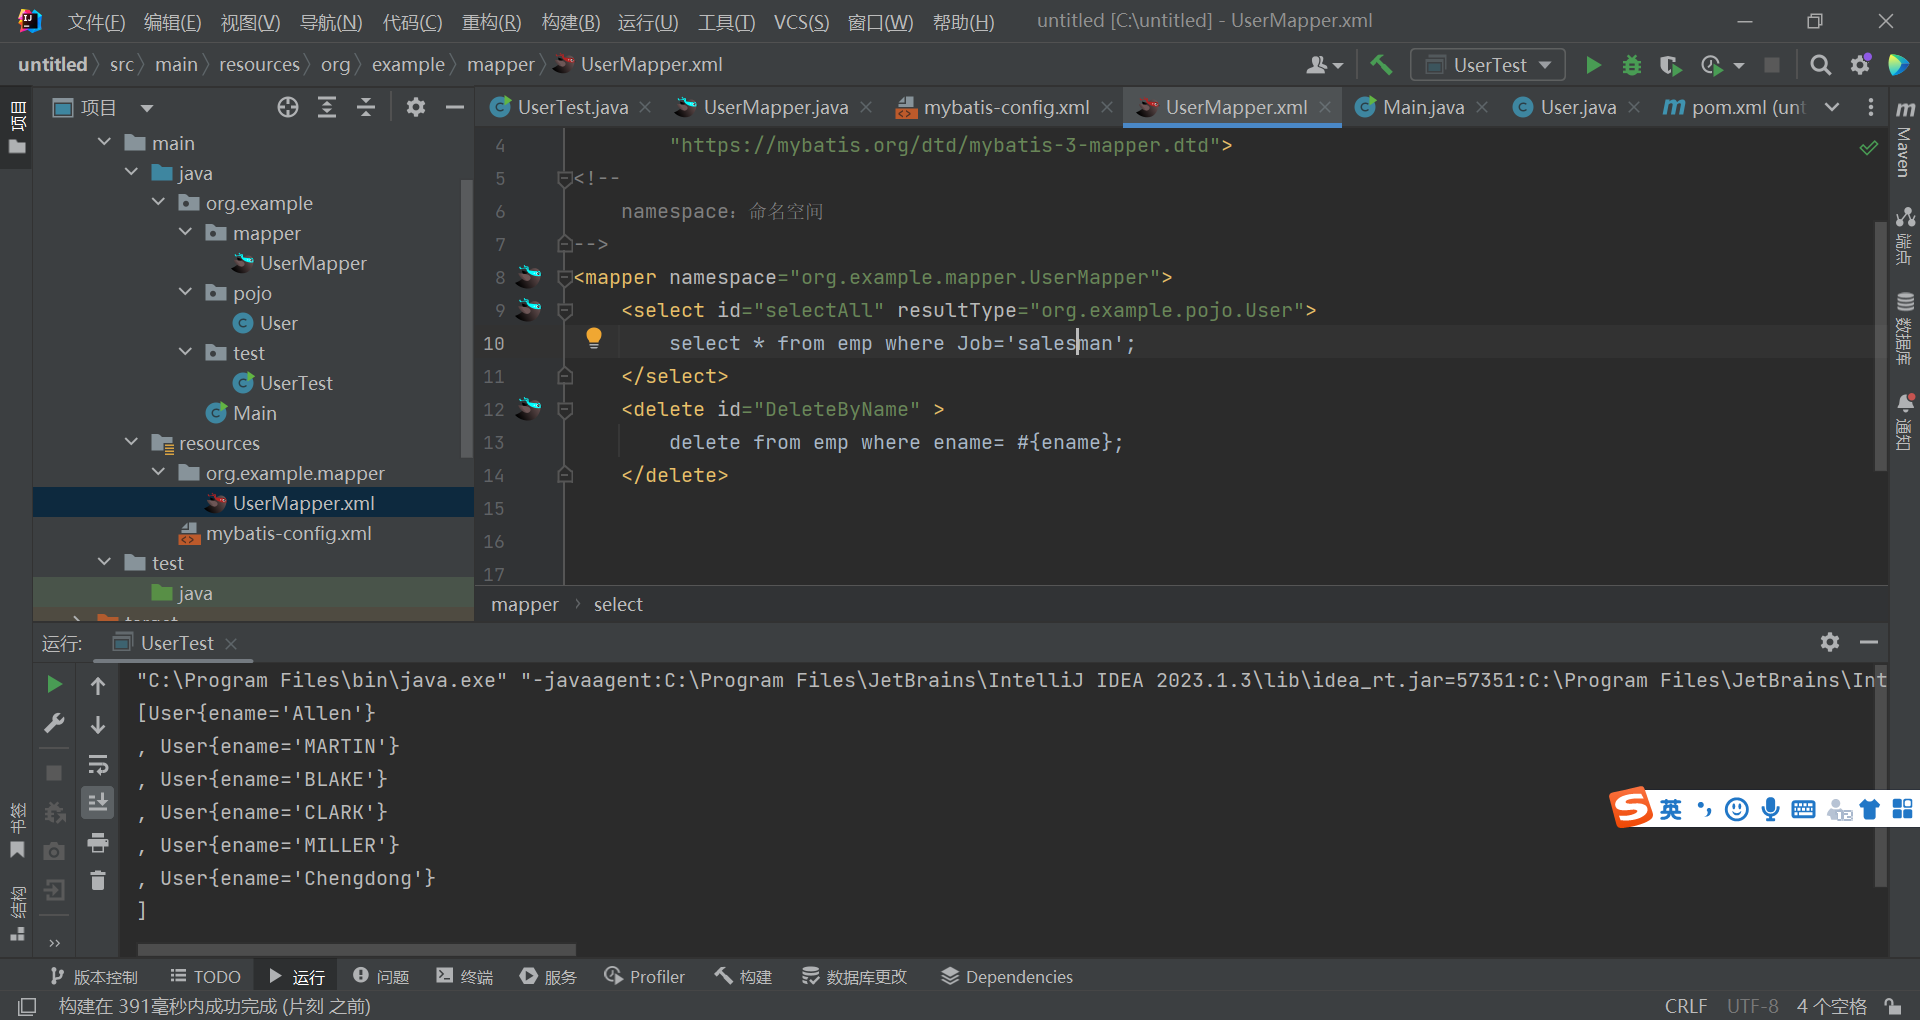 文件(F) 编辑(E) 视图(V) 导航(N) 代码(C) 重构(R) 构建(B) 运行(U) 工具(T) VCS(S) 窗口(W) 帮助(H) untitled [C:\untitled] - UserMapper.xml
untitled src main resources org example mapper UserMapper.xml UserTest
项目
UserTest.java UserMapper.java mybatis-config.xml UserMapper.xml Main.java User.java pom.xml (unt
项目
main
java
org.example
mapper
UserMapper
pojo
User
test
UserTest
Main
resources
org.example.mapper
UserMapper.xml
mybatis-config.xml
test
java
4 "https://mybatis.org/dtd/mybatis-3-mapper.dtd">
5 <!--
6 namespace: 命名空间
7 -->
8 <mapper namespace="org.example.mapper.UserMapper">
9 <select id="selectAll" resultType="org.example.pojo.User">
10 select * from emp where Job='salesman';
11 </select>
12 <delete id="DeleteByName" >
13 delete from emp where ename= #{ename};
14 </delete>
15
16
17
mapper select
Maven
端点
数据库
通知
运行: UserTest
"C:\Program Files\bin\java.exe" "-javaagent:C:\Program Files\JetBrains\IntelliJ IDEA 2023.1.3\lib\idea_rt.jar=57351:C:\Program Files\JetBrains\Int
[User{ename='Allen'}
, User{ename='MARTIN'}
, User{ename='BLAKE'}
, User{ename='CLARK'}
, User{ename='MILLER'}
, User{ename='Chengdong'}
]
书签
结构
英
版本控制 TODO 运行 问题 终端 服务 Profiler 构建 数据库更改 Dependencies
构建在 391毫秒内成功完成 (片刻 之前) CRLF UTF-8 4 个空格